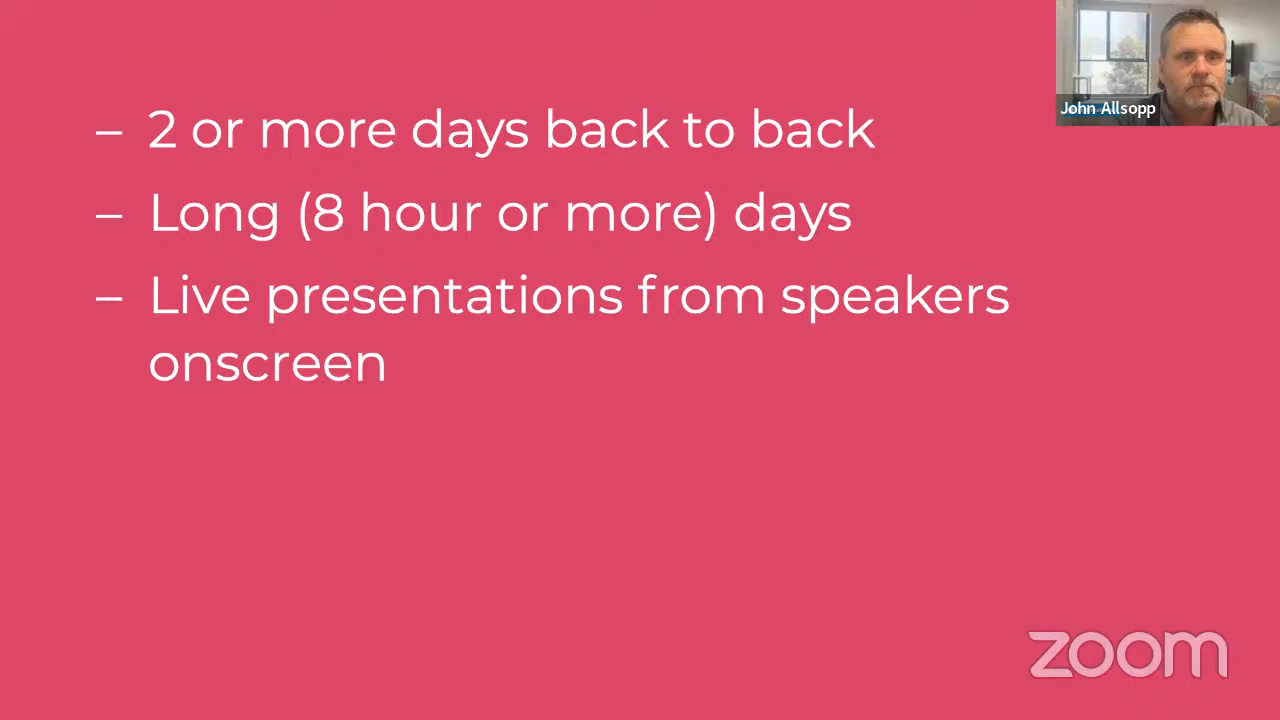 – 2 or more days back to back
– Long (8 hour or more) days
– Live presentations from speakers
onscreen
John Allsopp
zoom